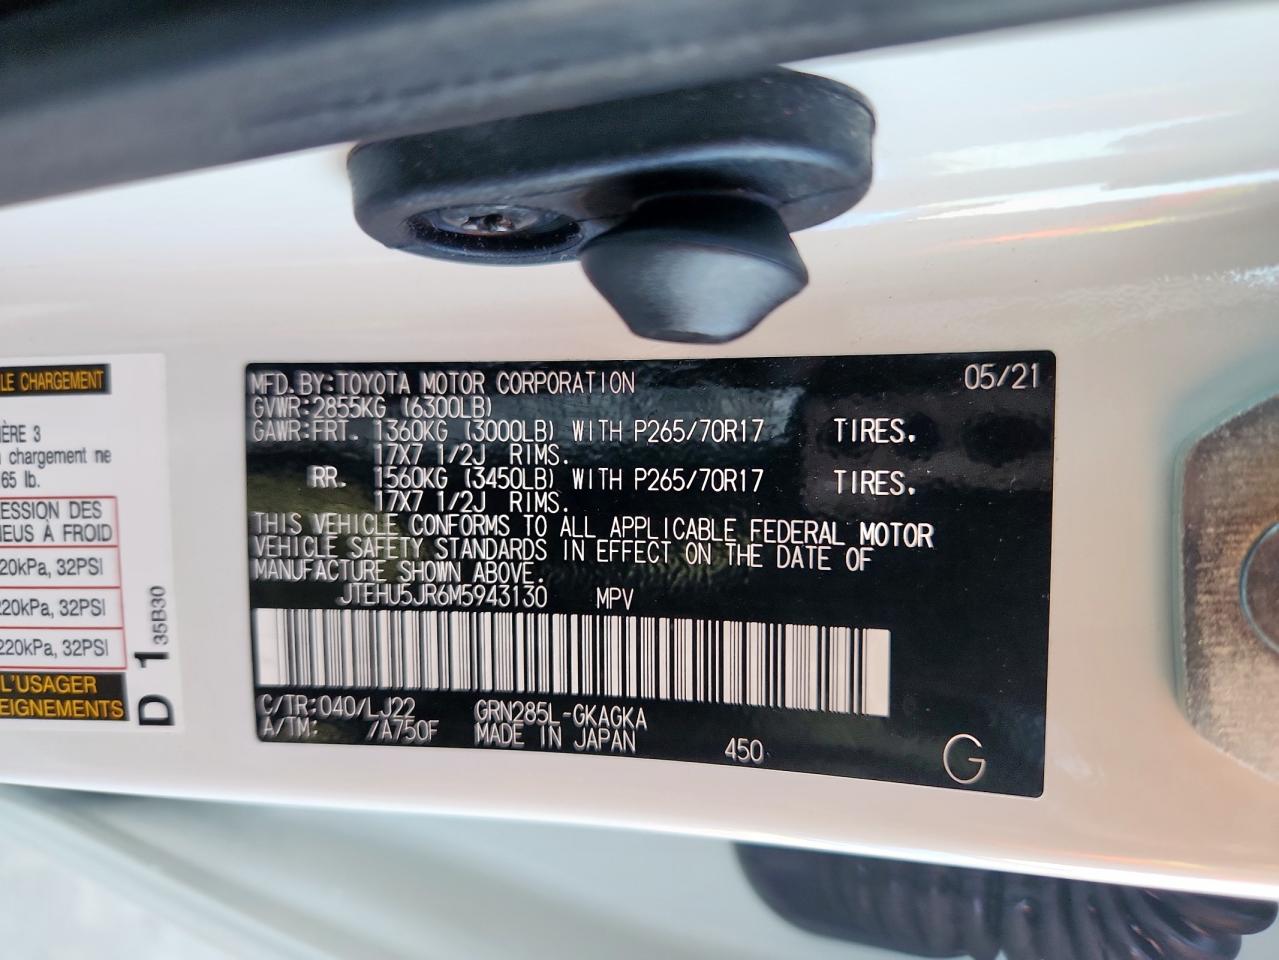 LE CHARGEMENT
IÈRE 3
chargement ne
65 lb.
ESSION DES
NEUS À FROID
220kPa, 32PSI
220kPa, 32PSI
220kPa, 32PSI
L'USAGER
EIGNEMENTS
D 1 35B30
MFD.BY:TOYOTA MOTOR CORPORATION 05/21
GVWR:2855KG (6300LB)
GAWR:FRT. 1360KG (3000LB) WITH P265/70R17 TIRES.
17X7 1/2J RIMS.
RR. 1560KG (3450LB) WITH P265/70R17 TIRES.
17X7 1/2J RIMS.
THIS VEHICLE CONFORMS TO ALL APPLICABLE FEDERAL MOTOR
VEHICLE SAFETY STANDARDS IN EFFECT ON THE DATE OF
MANUFACTURE SHOWN ABOVE.
JTEHU5JR6M5943130 MPV
C/TR:040/LJ22 GRN285L-GKAGKA
A/TM: /A750F MADE IN JAPAN 450 G